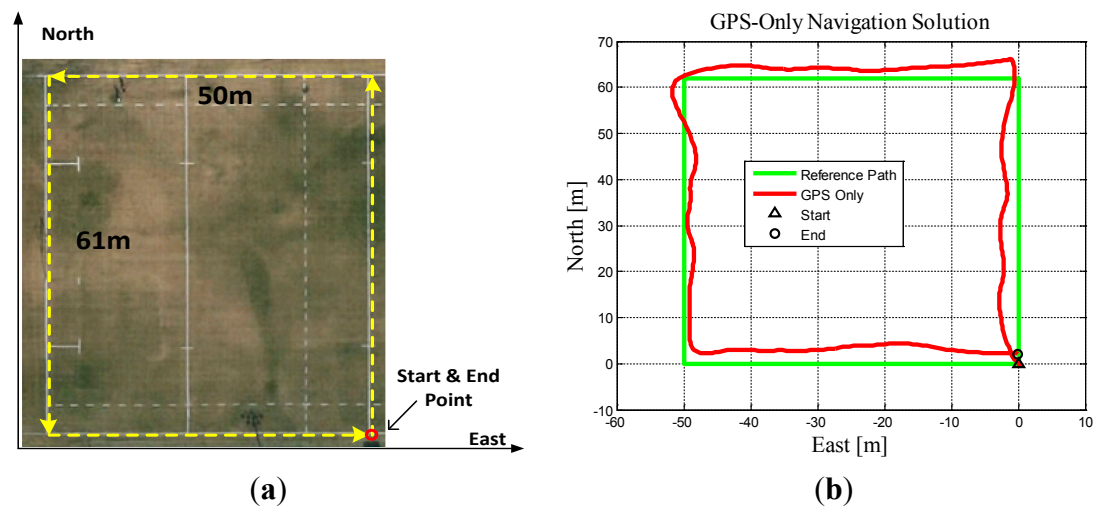 North
50m
61m
Start & End
Point
East
(a)
GPS-Only Navigation Solution
70
60
50
40
30
20
10
0
-10
North [m]
Reference Path
GPS Only
Start
End
-60 -50 -40 -30 -20 -10 0 10
East [m]
(b)